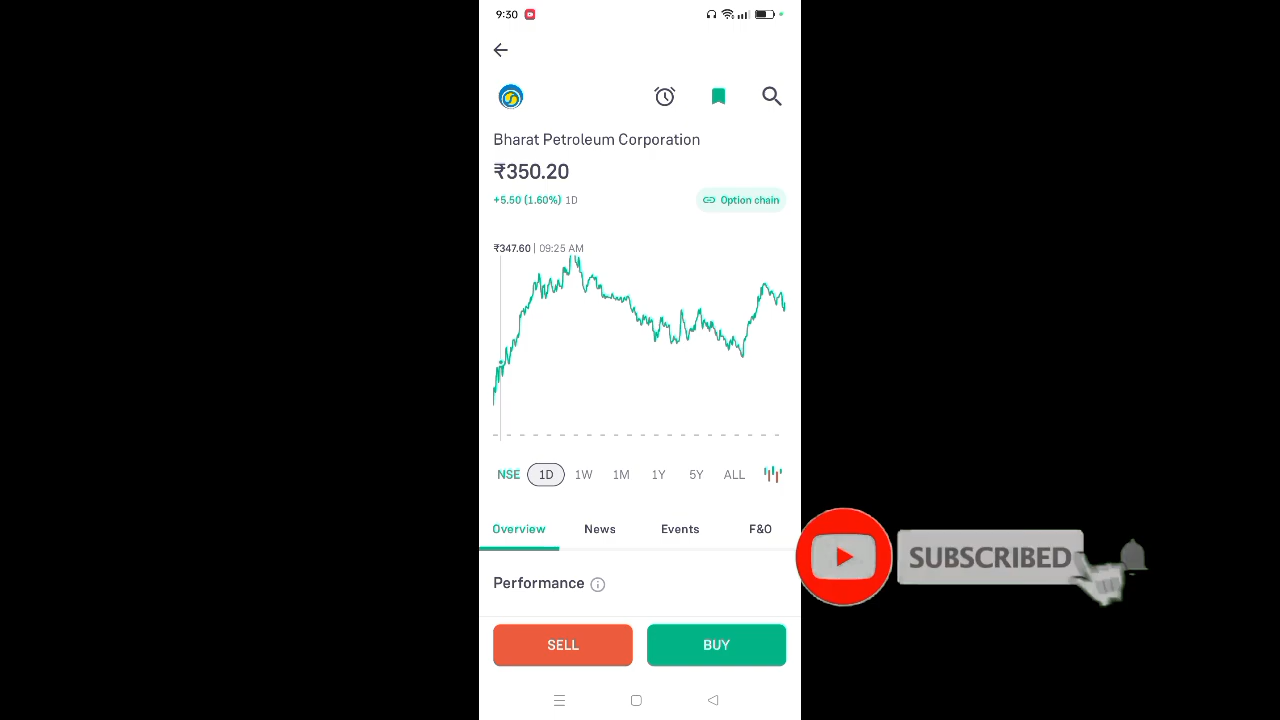 9:30
Bharat Petroleum Corporation
₹350.20
+5.50 (1.60%) 1D
Option chain
₹347.60 | 09:25 AM
NSE 1D 1W 1M 1Y 5Y ALL
Overview News Events F&O
Performance
SUBSCRIBED
SELL BUY